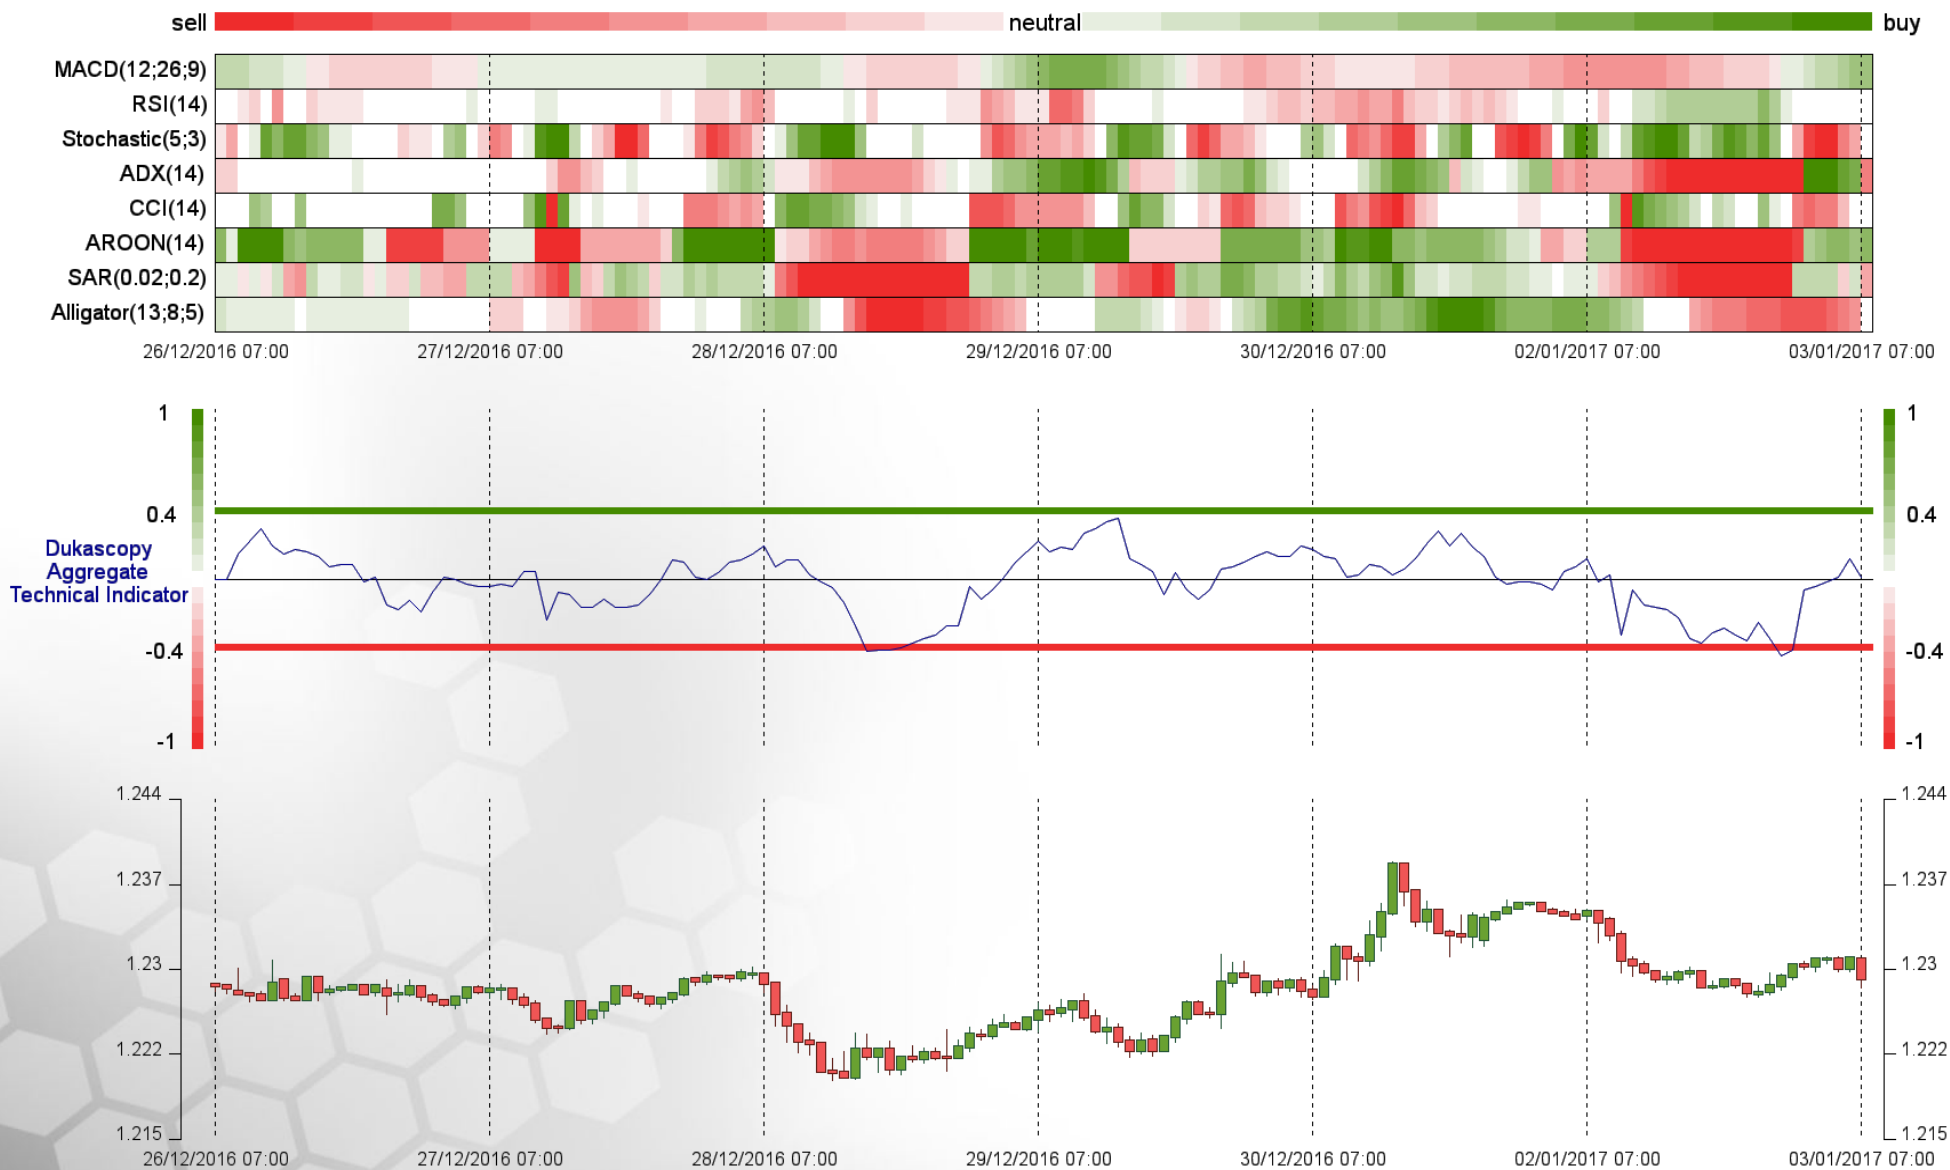 sell neutral buy
MACD(12;26;9)
RSI(14)
Stochastic(5;3)
ADX(14)
CCI(14)
AROON(14)
SAR(0.02;0.2)
Alligator(13;8;5)
26/12/2016 07:00 27/12/2016 07:00 28/12/2016 07:00 29/12/2016 07:00 30/12/2016 07:00 02/01/2017 07:00 03/01/2017 07:00
1 1
0.4 0.4
Dukascopy
Aggregate
Technical Indicator
-0.4 -0.4
-1 -1
1.244 1.244
1.237 1.237
1.23 1.23
1.222 1.222
1.215 1.215
26/12/2016 07:00 27/12/2016 07:00 28/12/2016 07:00 29/12/2016 07:00 30/12/2016 07:00 02/01/2017 07:00 03/01/2017 07:00